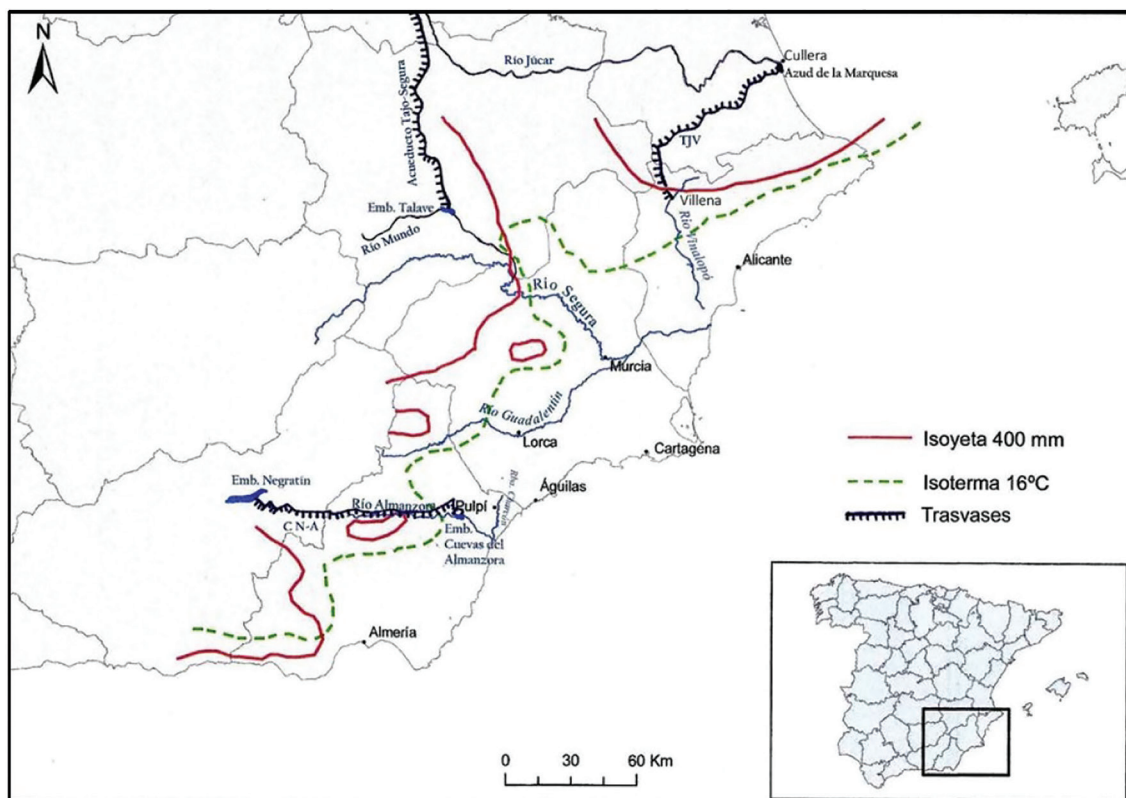 N
Río Júcar
Cullera
Azud de la Marquesa
Acueducto Tajo-Segura
TJV
Emb. Talave
Villena
Río Mundo
Río Vinalopó
Alicante
Río Segura
Murcia
Río Guadalentín
Lorca
Cartagena
Isoyeta 400 mm
Emb. Negratín
Águilas
Isoterma 16ºC
Río Almanzora
Pulpí
C N-A
Emb.
Cuevas del
Almanzora
Trasvases
Almería
0 30 60 Km